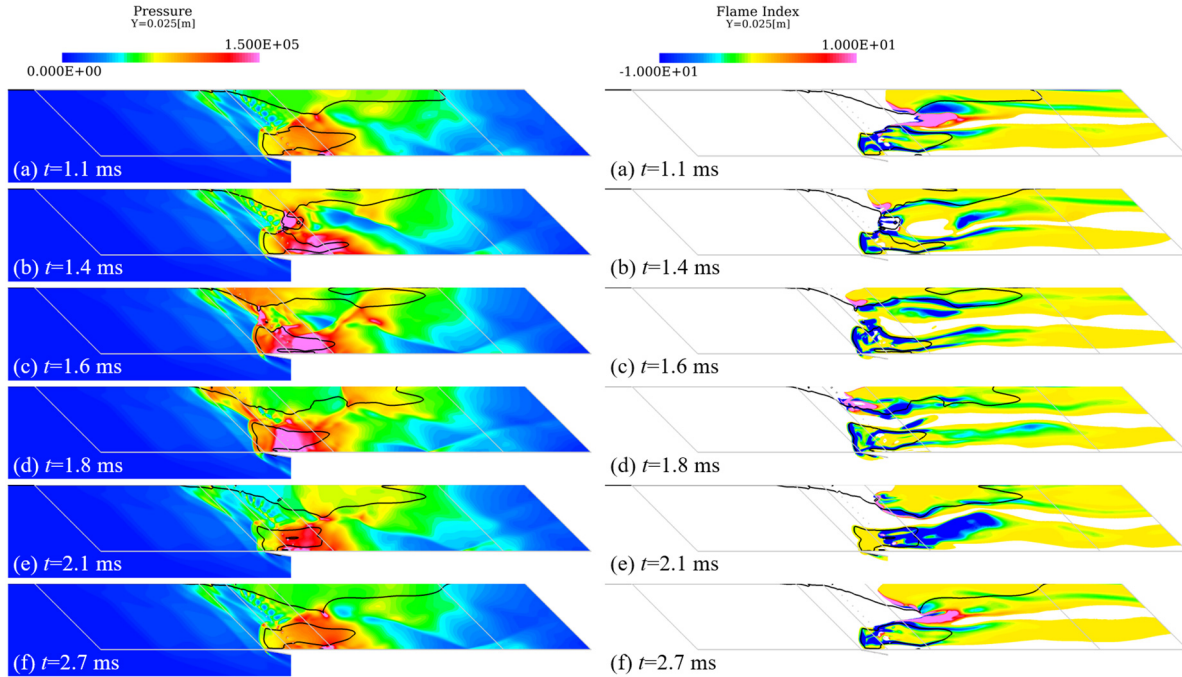 Pressure
Y=0.025[m]
1.500E+05
0.000E+00
(a) t=1.1 ms
(b) t=1.4 ms
(c) t=1.6 ms
(d) t=1.8 ms
(e) t=2.1 ms
(f) t=2.7 ms
Flame Index
Y=0.025[m]
1.000E+01
-1.000E+01
(a) t=1.1 ms
(b) t=1.4 ms
(c) t=1.6 ms
(d) t=1.8 ms
(e) t=2.1 ms
(f) t=2.7 ms